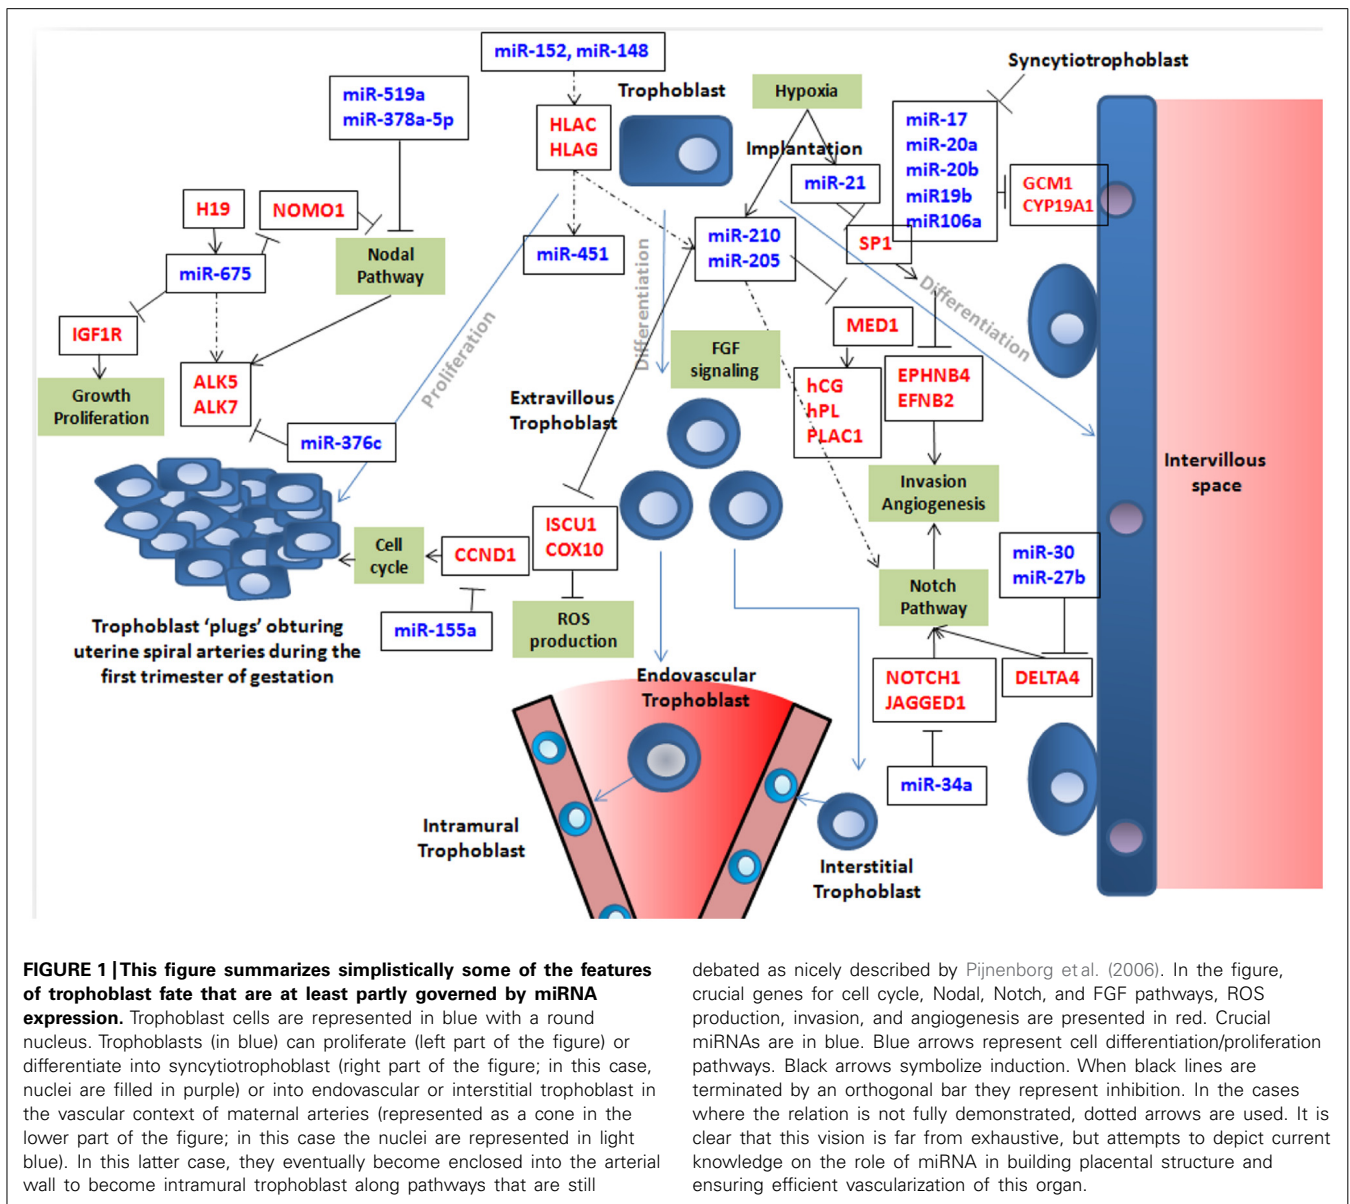 miR-152, miR-148
Syncytiotrophoblast
miR-519a
miR-378a-5p
Trophoblast
Hypoxia
HLAC
HLAG
Implantation
miR-17
miR-20a
miR-20b
miR19b
miR106a
miR-21
GCM1
CYP19A1
H19
NOMO1
Nodal
Pathway
miR-675
miR-451
miR-210
miR-205
SP1
Differentiation
Differentiation
Proliferation
IGF1R
Growth
Proliferation
ALK5
ALK7
miR-376c
FGF
signaling
MED1
hCG
hPL
PLAC1
EPHNB4
EFNB2
Extravillous
Trophoblast
Invasion
Angiogenesis
Intervillous
space
ISCU1
COX10
CCND1
Cell
cycle
miR-155a
ROS
production
miR-30
miR-27b
Notch
Pathway
Trophoblast 'plugs' obturing
uterine spiral arteries during the
first trimester of gestation
Endovascular
Trophoblast
NOTCH1
JAGGED1
DELTA4
miR-34a
Intramural
Trophoblast
Interstitial
Trophoblast
FIGURE 1 | This figure summarizes simplistically some of the features
of trophoblast fate that are at least partly governed by miRNA
expression. Trophoblast cells are represented in blue with a round
nucleus. Trophoblasts (in blue) can proliferate (left part of the figure) or
differentiate into syncytiotrophoblast (right part of the figure; in this case,
nuclei are filled in purple) or into endovascular or interstitial trophoblast in
the vascular context of maternal arteries (represented as a cone in the
lower part of the figure; in this case the nuclei are represented in light
blue). In this latter case, they eventually become enclosed into the arterial
wall to become intramural trophoblast along pathways that are still
debated as nicely described by Pijnenborg et al. (2006). In the figure,
crucial genes for cell cycle, Nodal, Notch, and FGF pathways, ROS
production, invasion, and angiogenesis are presented in red. Crucial
miRNAs are in blue. Blue arrows represent cell differentiation/proliferation
pathways. Black arrows symbolize induction. When black lines are
terminated by an orthogonal bar they represent inhibition. In the cases
where the relation is not fully demonstrated, dotted arrows are used. It is
clear that this vision is far from exhaustive, but attempts to depict current
knowledge on the role of miRNA in building placental structure and
ensuring efficient vascularization of this organ.